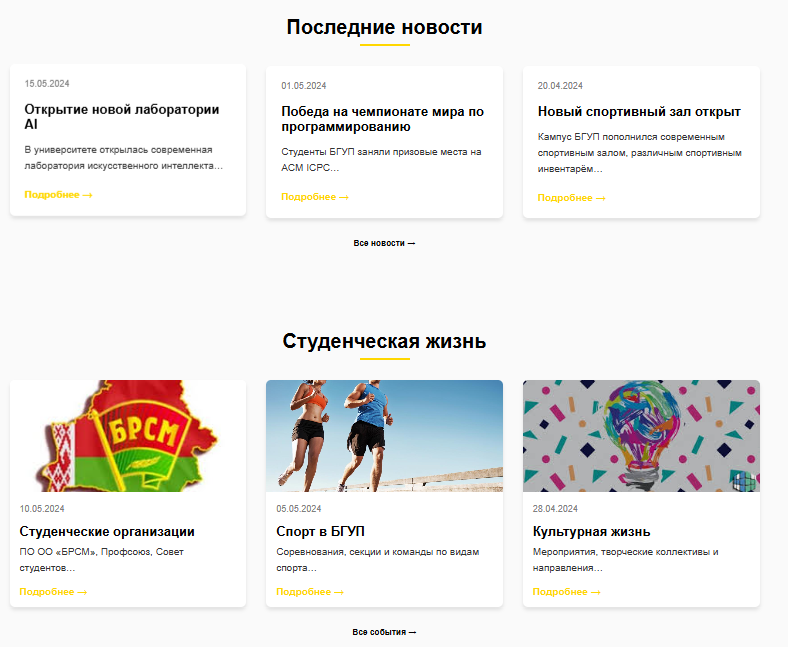 Последние новости
15.05.2024
Открытие новой лаборатории
AI
В университете открылась современная
лаборатория искусственного интеллекта...
Подробнее →
01.05.2024
Победа на чемпионате мира по
программированию
Студенты БГУП заняли призовые места на
ACM ICPC...
Подробнее →
20.04.2024
Новый спортивный зал открыт
Кампус БГУП пополнился современным
спортивным залом, различным спортивным
инвентарём...
Подробнее →
Все новости →
Студенческая жизнь
БРСМ
10.05.2024
Студенческие организации
ПО ОО «БРСМ», Профсоюз, Совет
студентов...
Подробнее →
05.05.2024
Спорт в БГУП
Соревнования, секции и команды по видам
спорта...
Подробнее →
28.04.2024
Культурная жизнь
Мероприятия, творческие коллективы и
направления...
Подробнее →
Все события →